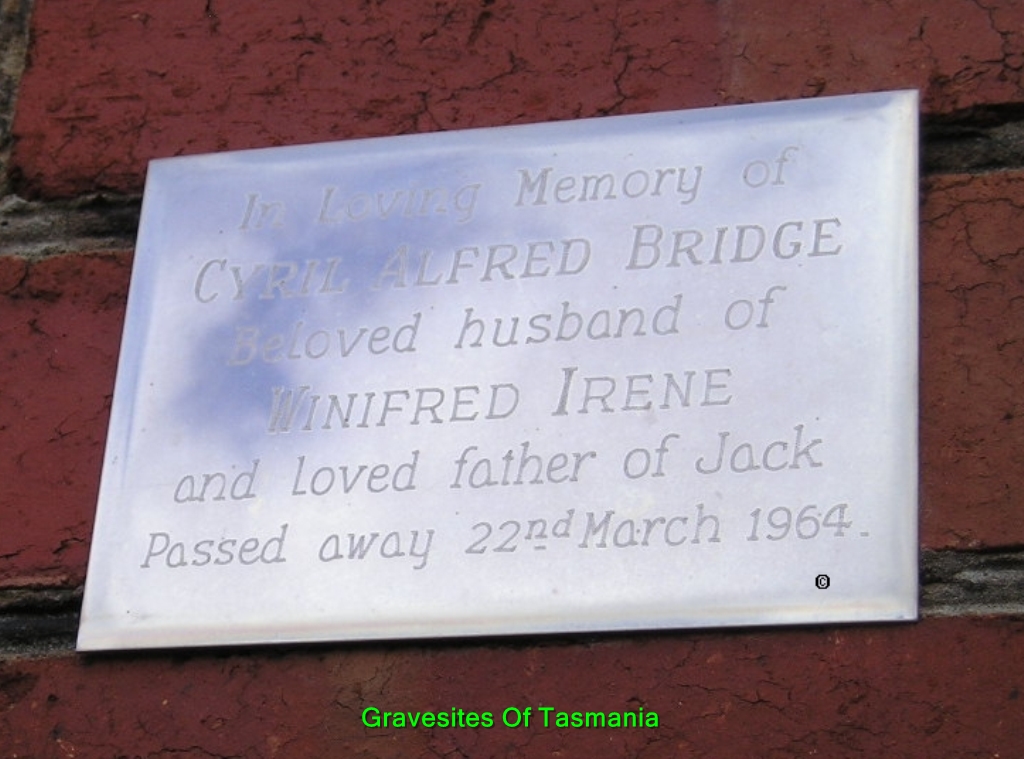 In Loving Memory of
CYRIL ALFRED BRIDGE
Beloved husband of
WINIFRED IRENE
and loved father of Jack
Passed away 22nd March 1964.
©
Gravesites Of Tasmania